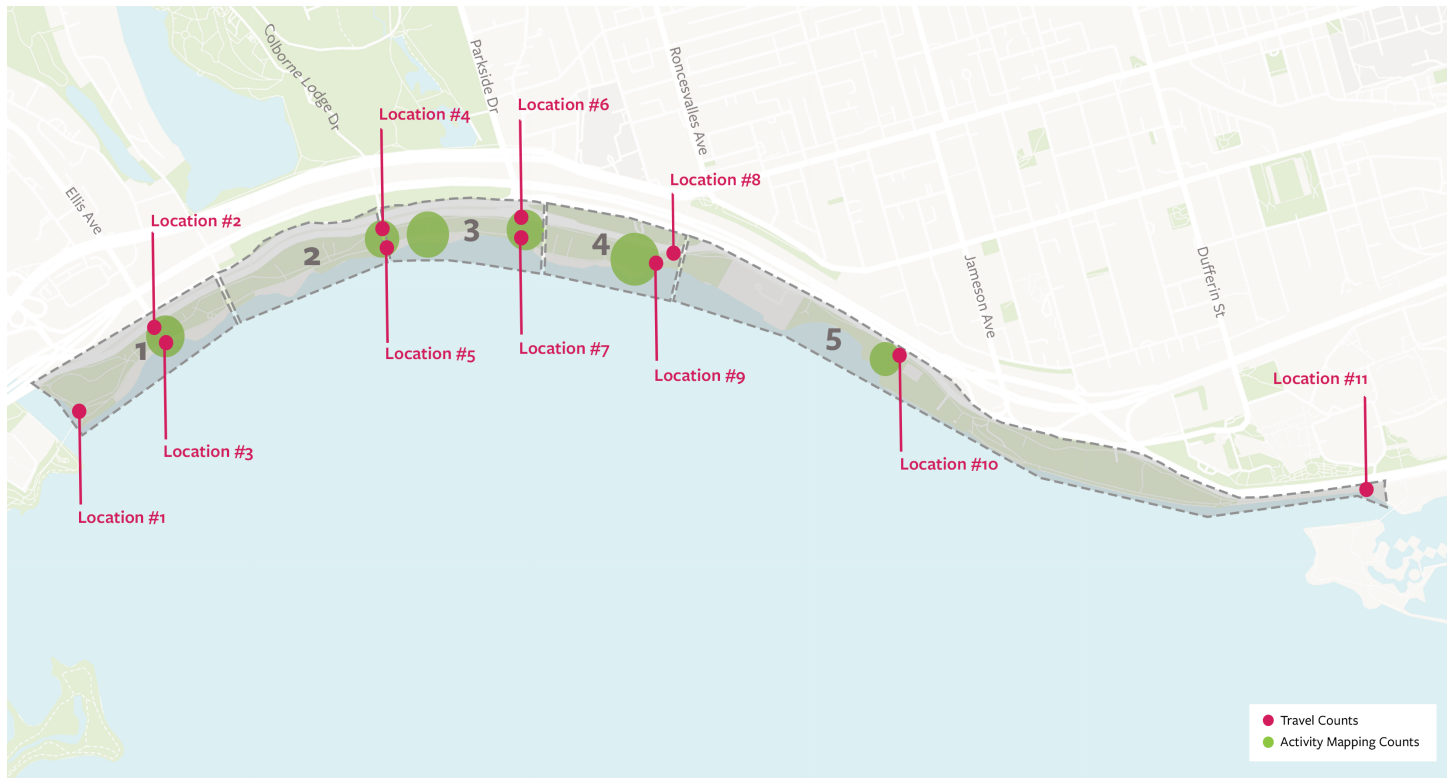 Colborne Lodge Dr
Parkside Dr
Roncesvalles Ave
Location #6
Location #4
Location #8
Ellis Ave
Location #2
3
4
2
Dufferin St
Jameson Ave
5
1
Location #7
Location #5
Location #9
Location #11
Location #3
Location #10
Location #1
Travel Counts
Activity Mapping Counts